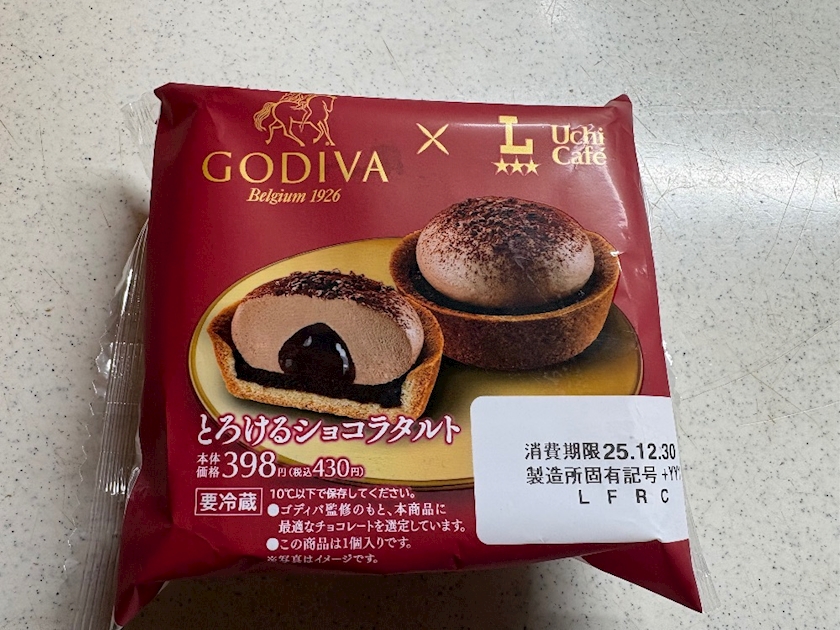 GODIVA
Belgium 1926
×
L
★★★
Uchi
Café
とろけるショコラタルト
本体
価格398円(税込430円)
要冷蔵
10℃以下で保存してください。
●ゴディバ監修のもと、本商品に
最適なチョコレートを選定しています。
●この商品は1個入りです。
※写真はイメージです。
消費期限25.12.30
製造所固有記号+YY
L F R C